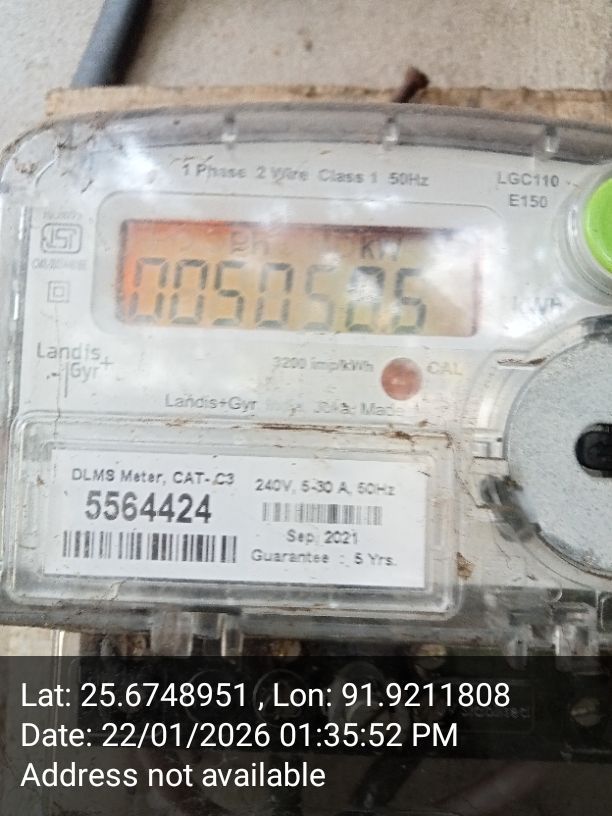 1 Phase 2 Wire Class 1 50Hz
LGC110
E150
kW
005050.5
kWh
Landis+
Gyr
3200 imp/kWh
CAL
Landis+Gyr
DLMS Meter, CAT- C3
5564424
240V, 5-30 A, 50Hz
Sep, 2021
Guarantee : 5 Yrs.
Lat: 25.6748951 , Lon: 91.9211808
Date: 22/01/2026 01:35:52 PM
Address not available